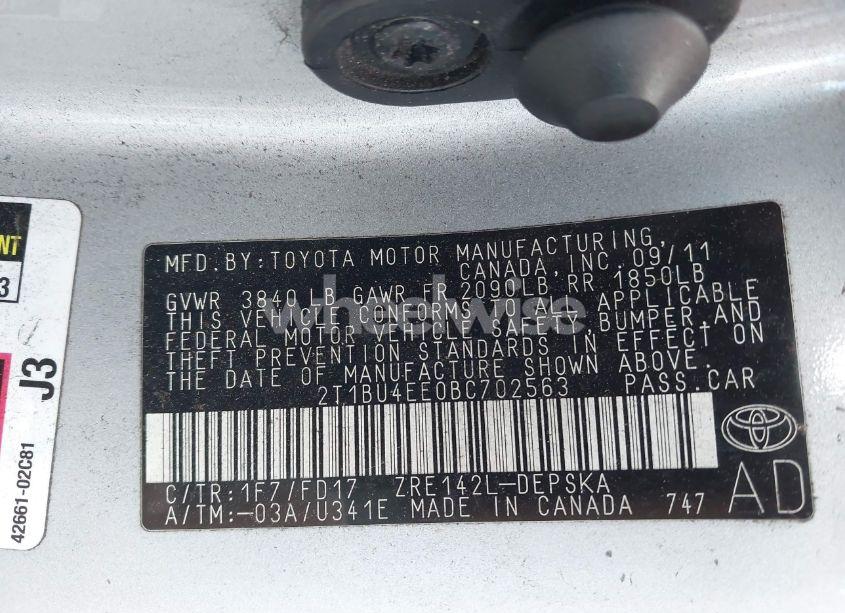 MFD. BY: TOYOTA MOTOR MANUFACTURING,
CANADA, INC. 09/11
GVWR 3840 LB GAWR FR 2090LB RR 1850LB
THIS VEHICLE CONFORMS TO ALL APPLICABLE
FEDERAL MOTOR VEHICLE SAFETY, BUMPER AND
THEFT PREVENTION STANDARDS IN EFFECT ON
THE DATE OF MANUFACTURE SHOWN ABOVE.
2T1BU4EE0BC702563 PASS.CAR
C/TR:1F7/FD17 ZRE142L-DEPSKA
A/TM:-03A/U341E MADE IN CANADA 747
AD
wheelwise
NT
3
J3
42661-02C81